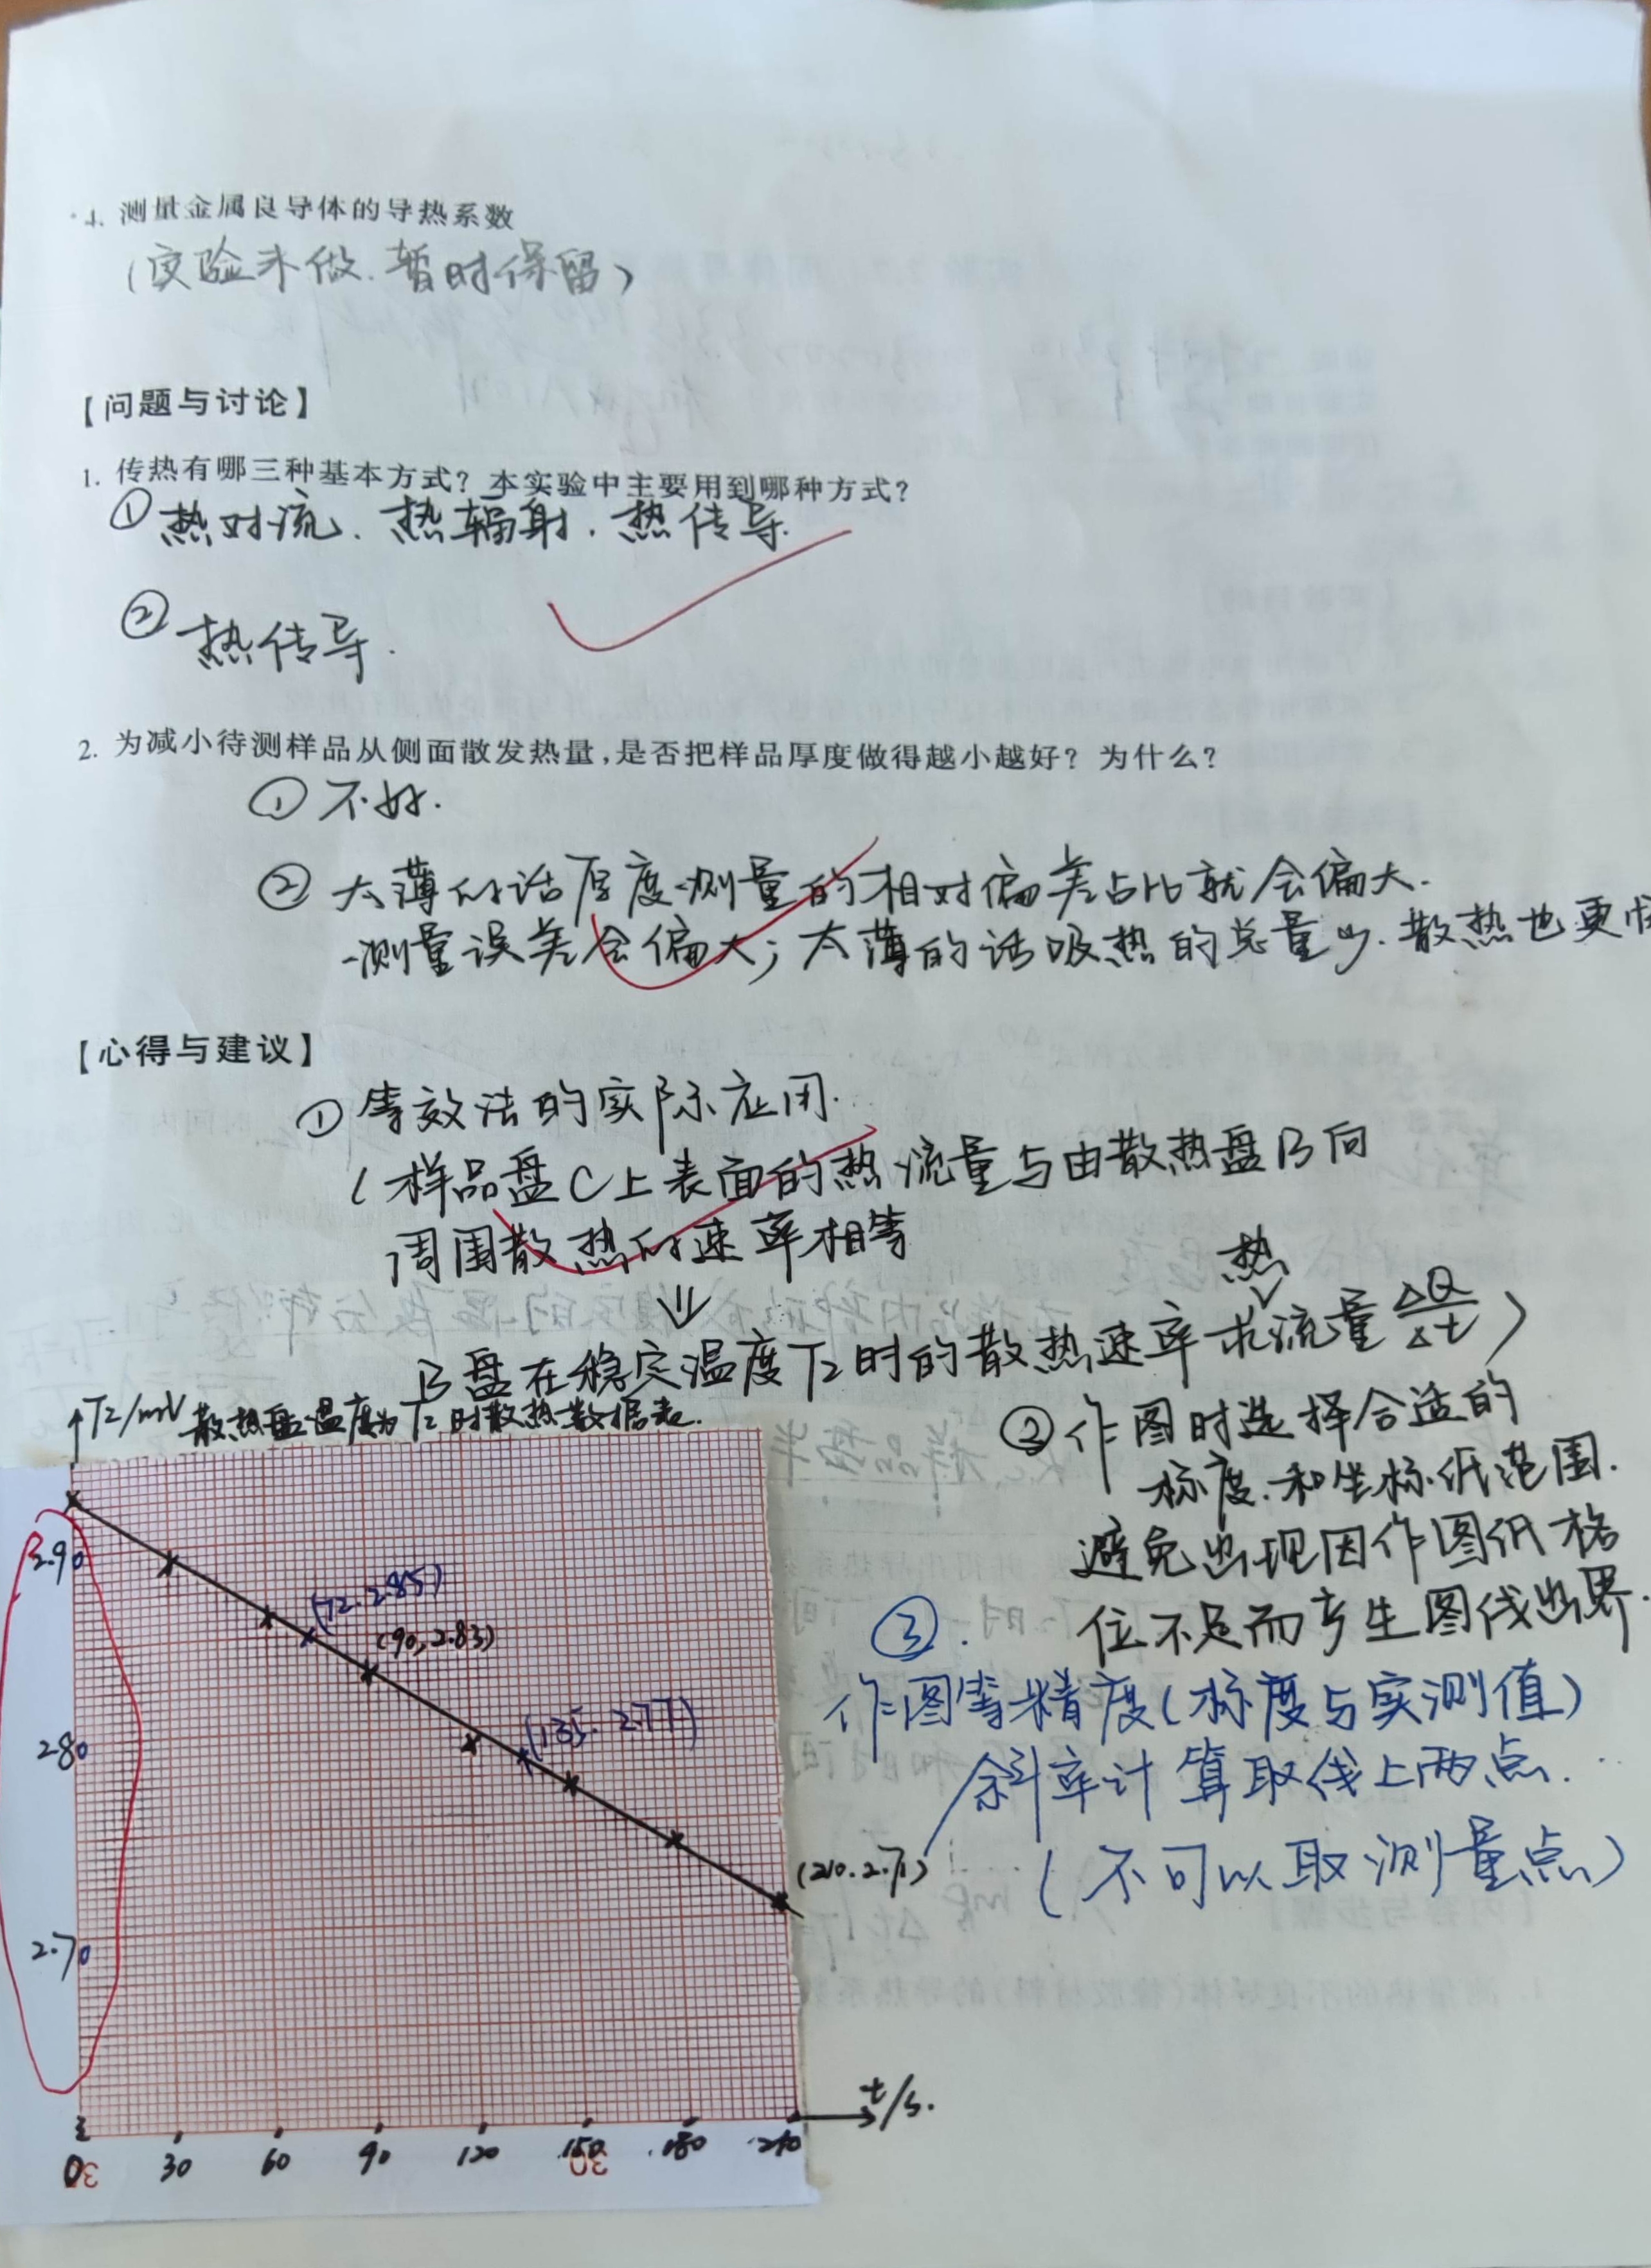 4. 测量金属良导体的导热系数
(实验未做.暂时保留)
【问题与讨论】
1. 传热有哪三种基本方式？本实验中主要用到哪种方式？
① 热对流.热辐射.热传导.
② 热传导.
2. 为减小待测样品从侧面散发热量,是否把样品厚度做得越小越好？为什么？
① 不好.
② 太薄的话厚度测量的相对偏差占比就会偏大.
测量误差会偏大;太薄的话吸热的总量少.散热也更快
【心得与建议】
① 等效法的实际应用.
(样品盘C上表面的热流量与由散热盘B向
周围散热的速率相等
⇓
热
B盘在稳定温度T2时的散热速率求流量ΔQ/Δt)
② 作图时选择合适的
标度.和坐标纸范围.
避免出现因作图纸格
位不足而产生图线出界.
③.
作图等精度(标度与实测值)
斜率计算取线上两点.
(不可以取测量点)
T2/mV 散热盘温度为T2时散热数据表.
2.90
(72.2.85)
(90,2.83)
2.80
(135.2.77)
(210.2.71)
2.70
t/s.
0 30 60 90 120 150 180 210